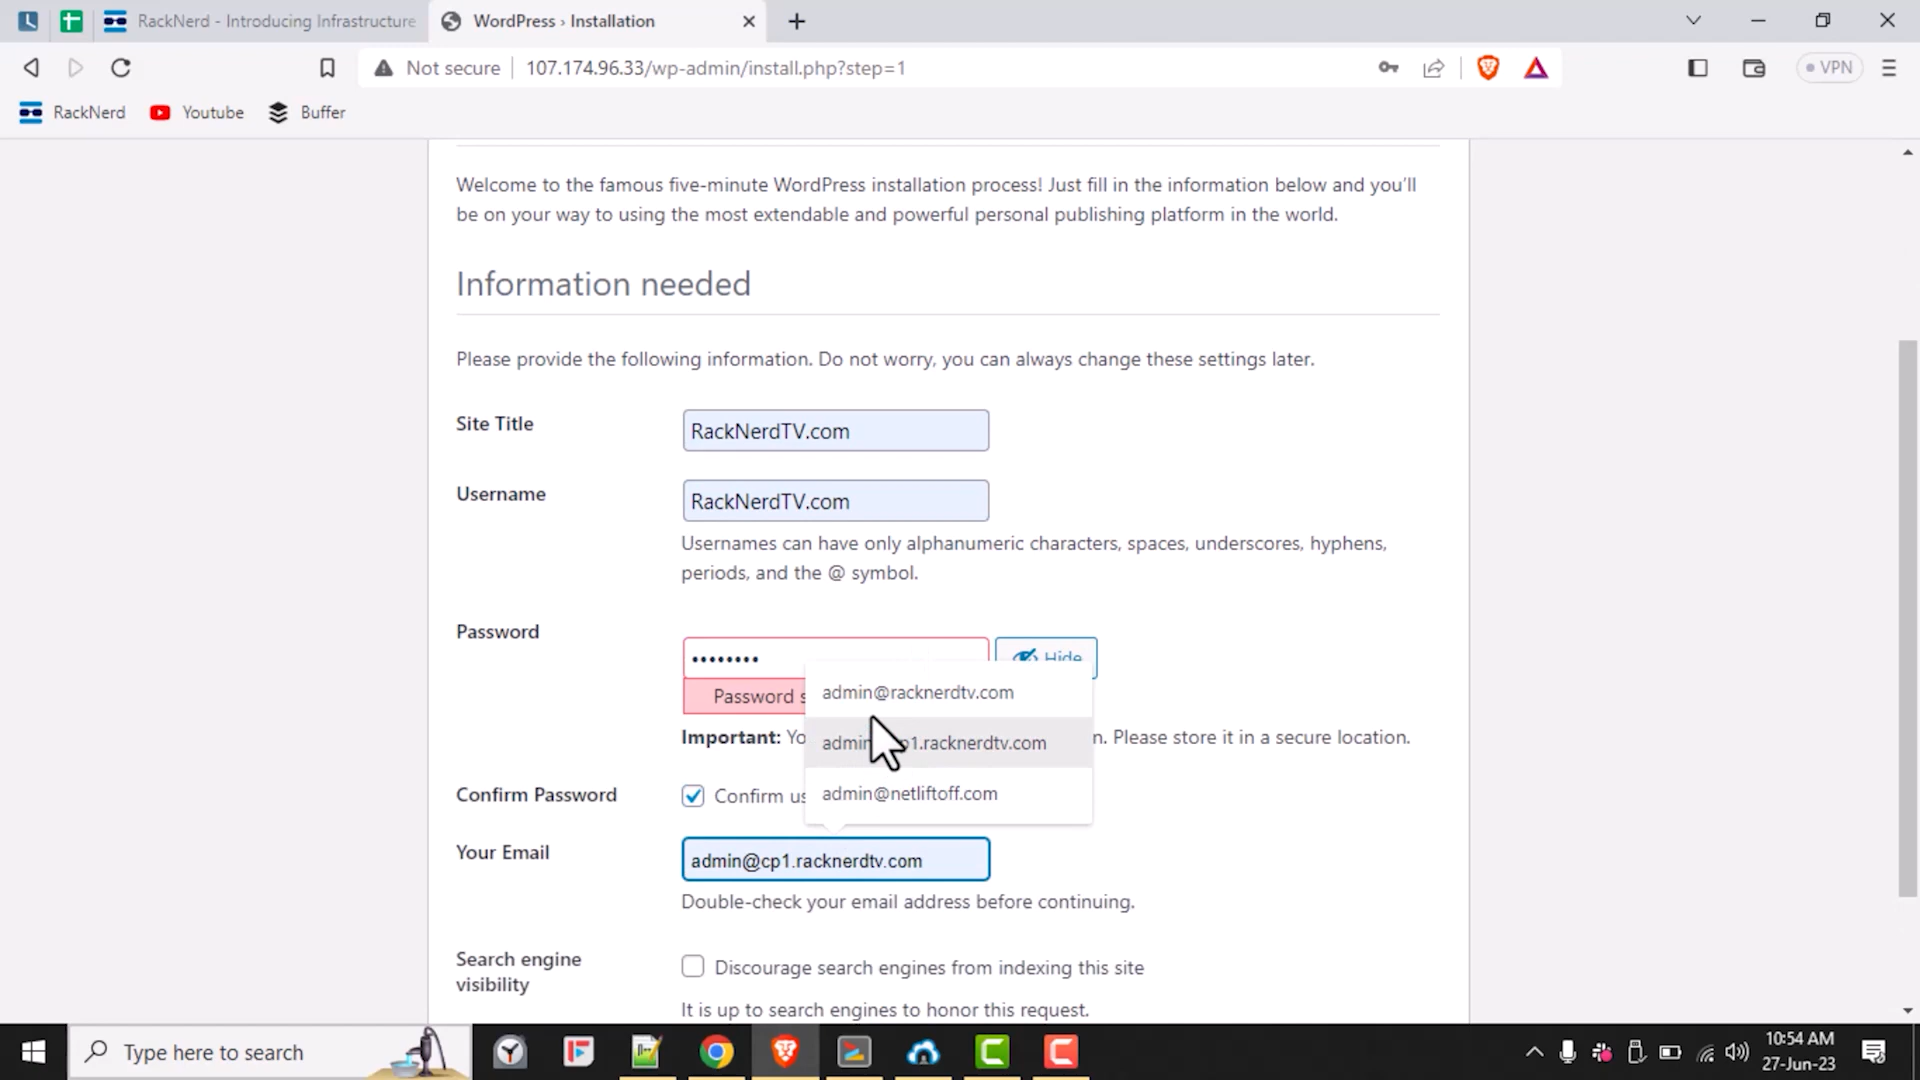 RackNerd - Introducing Infrastructure
WordPress › Installation
Not secure
107.174.96.33/wp-admin/install.php?step=1
VPN
RackNerd
Youtube
Buffer
Welcome to the famous five-minute WordPress installation process! Just fill in the information below and you'll
be on your way to using the most extendable and powerful personal publishing platform in the world.
Information needed
Please provide the following information. Do not worry, you can always change these settings later.
Site Title
RackNerdTV.com
Username
RackNerdTV.com
Usernames can have only alphanumeric characters, spaces, underscores, hyphens,
periods, and the @ symbol.
Password
••••••••
Hide
Password s
admin@racknerdtv.com
Important: Yo
admin p1.racknerdtv.com
n. Please store it in a secure location.
admin@netliftoff.com
Confirm Password
Confirm us
Your Email
admin@cp1.racknerdtv.com
Double-check your email address before continuing.
Search engine
visibility
Discourage search engines from indexing this site
It is up to search engines to honor this request.
Type here to search
10:54 AM
27-Jun-23